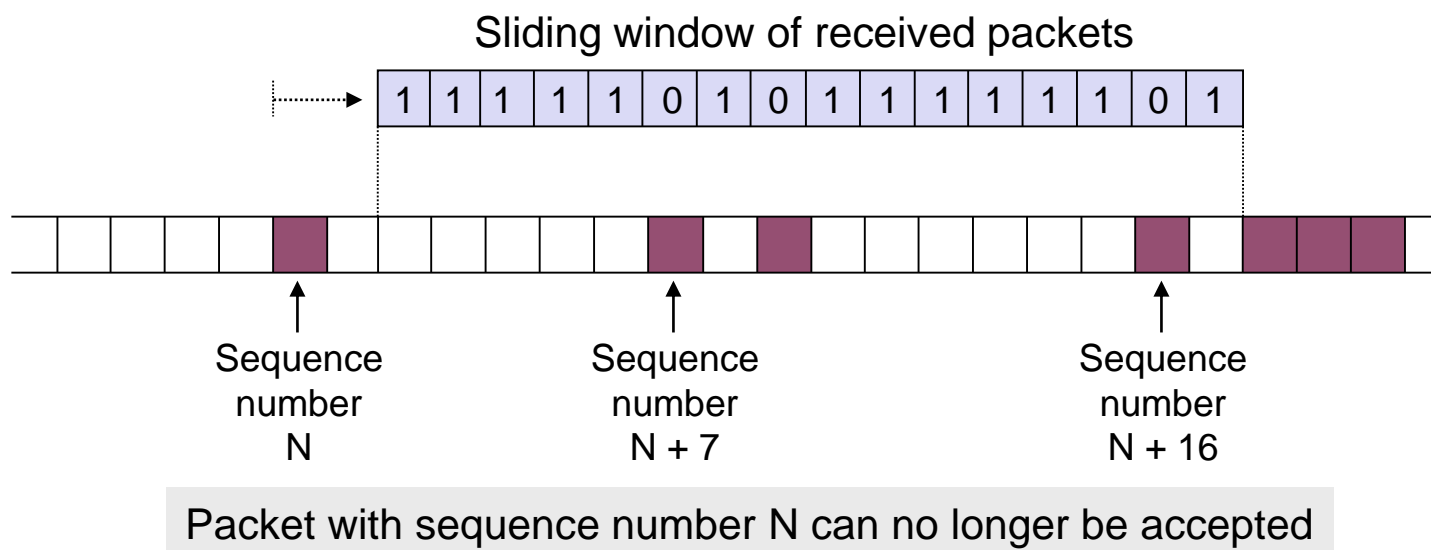 Sliding window of received packets
1 1 1 1 1 0 1 0 1 1 1 1 1 1 0 1
Sequence number N
Sequence number N + 7
Sequence number N + 16
Packet with sequence number N can no longer be accepted